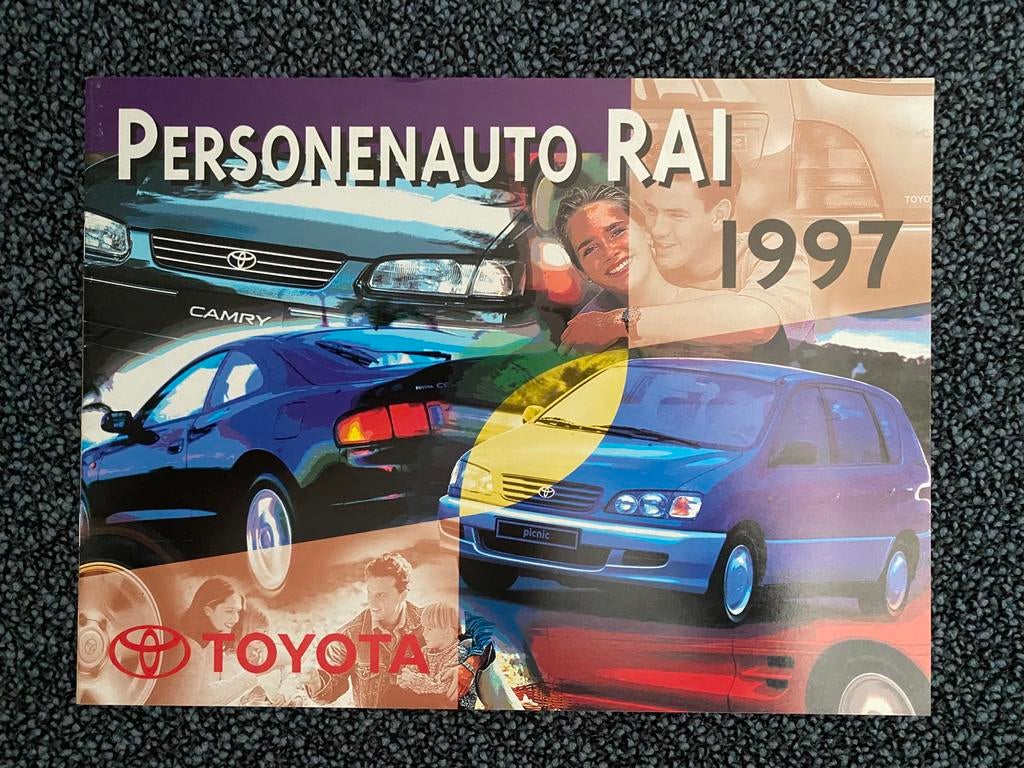 PERSONENAUTO RAI
1997
CAMRY
picnic
TOYOTA